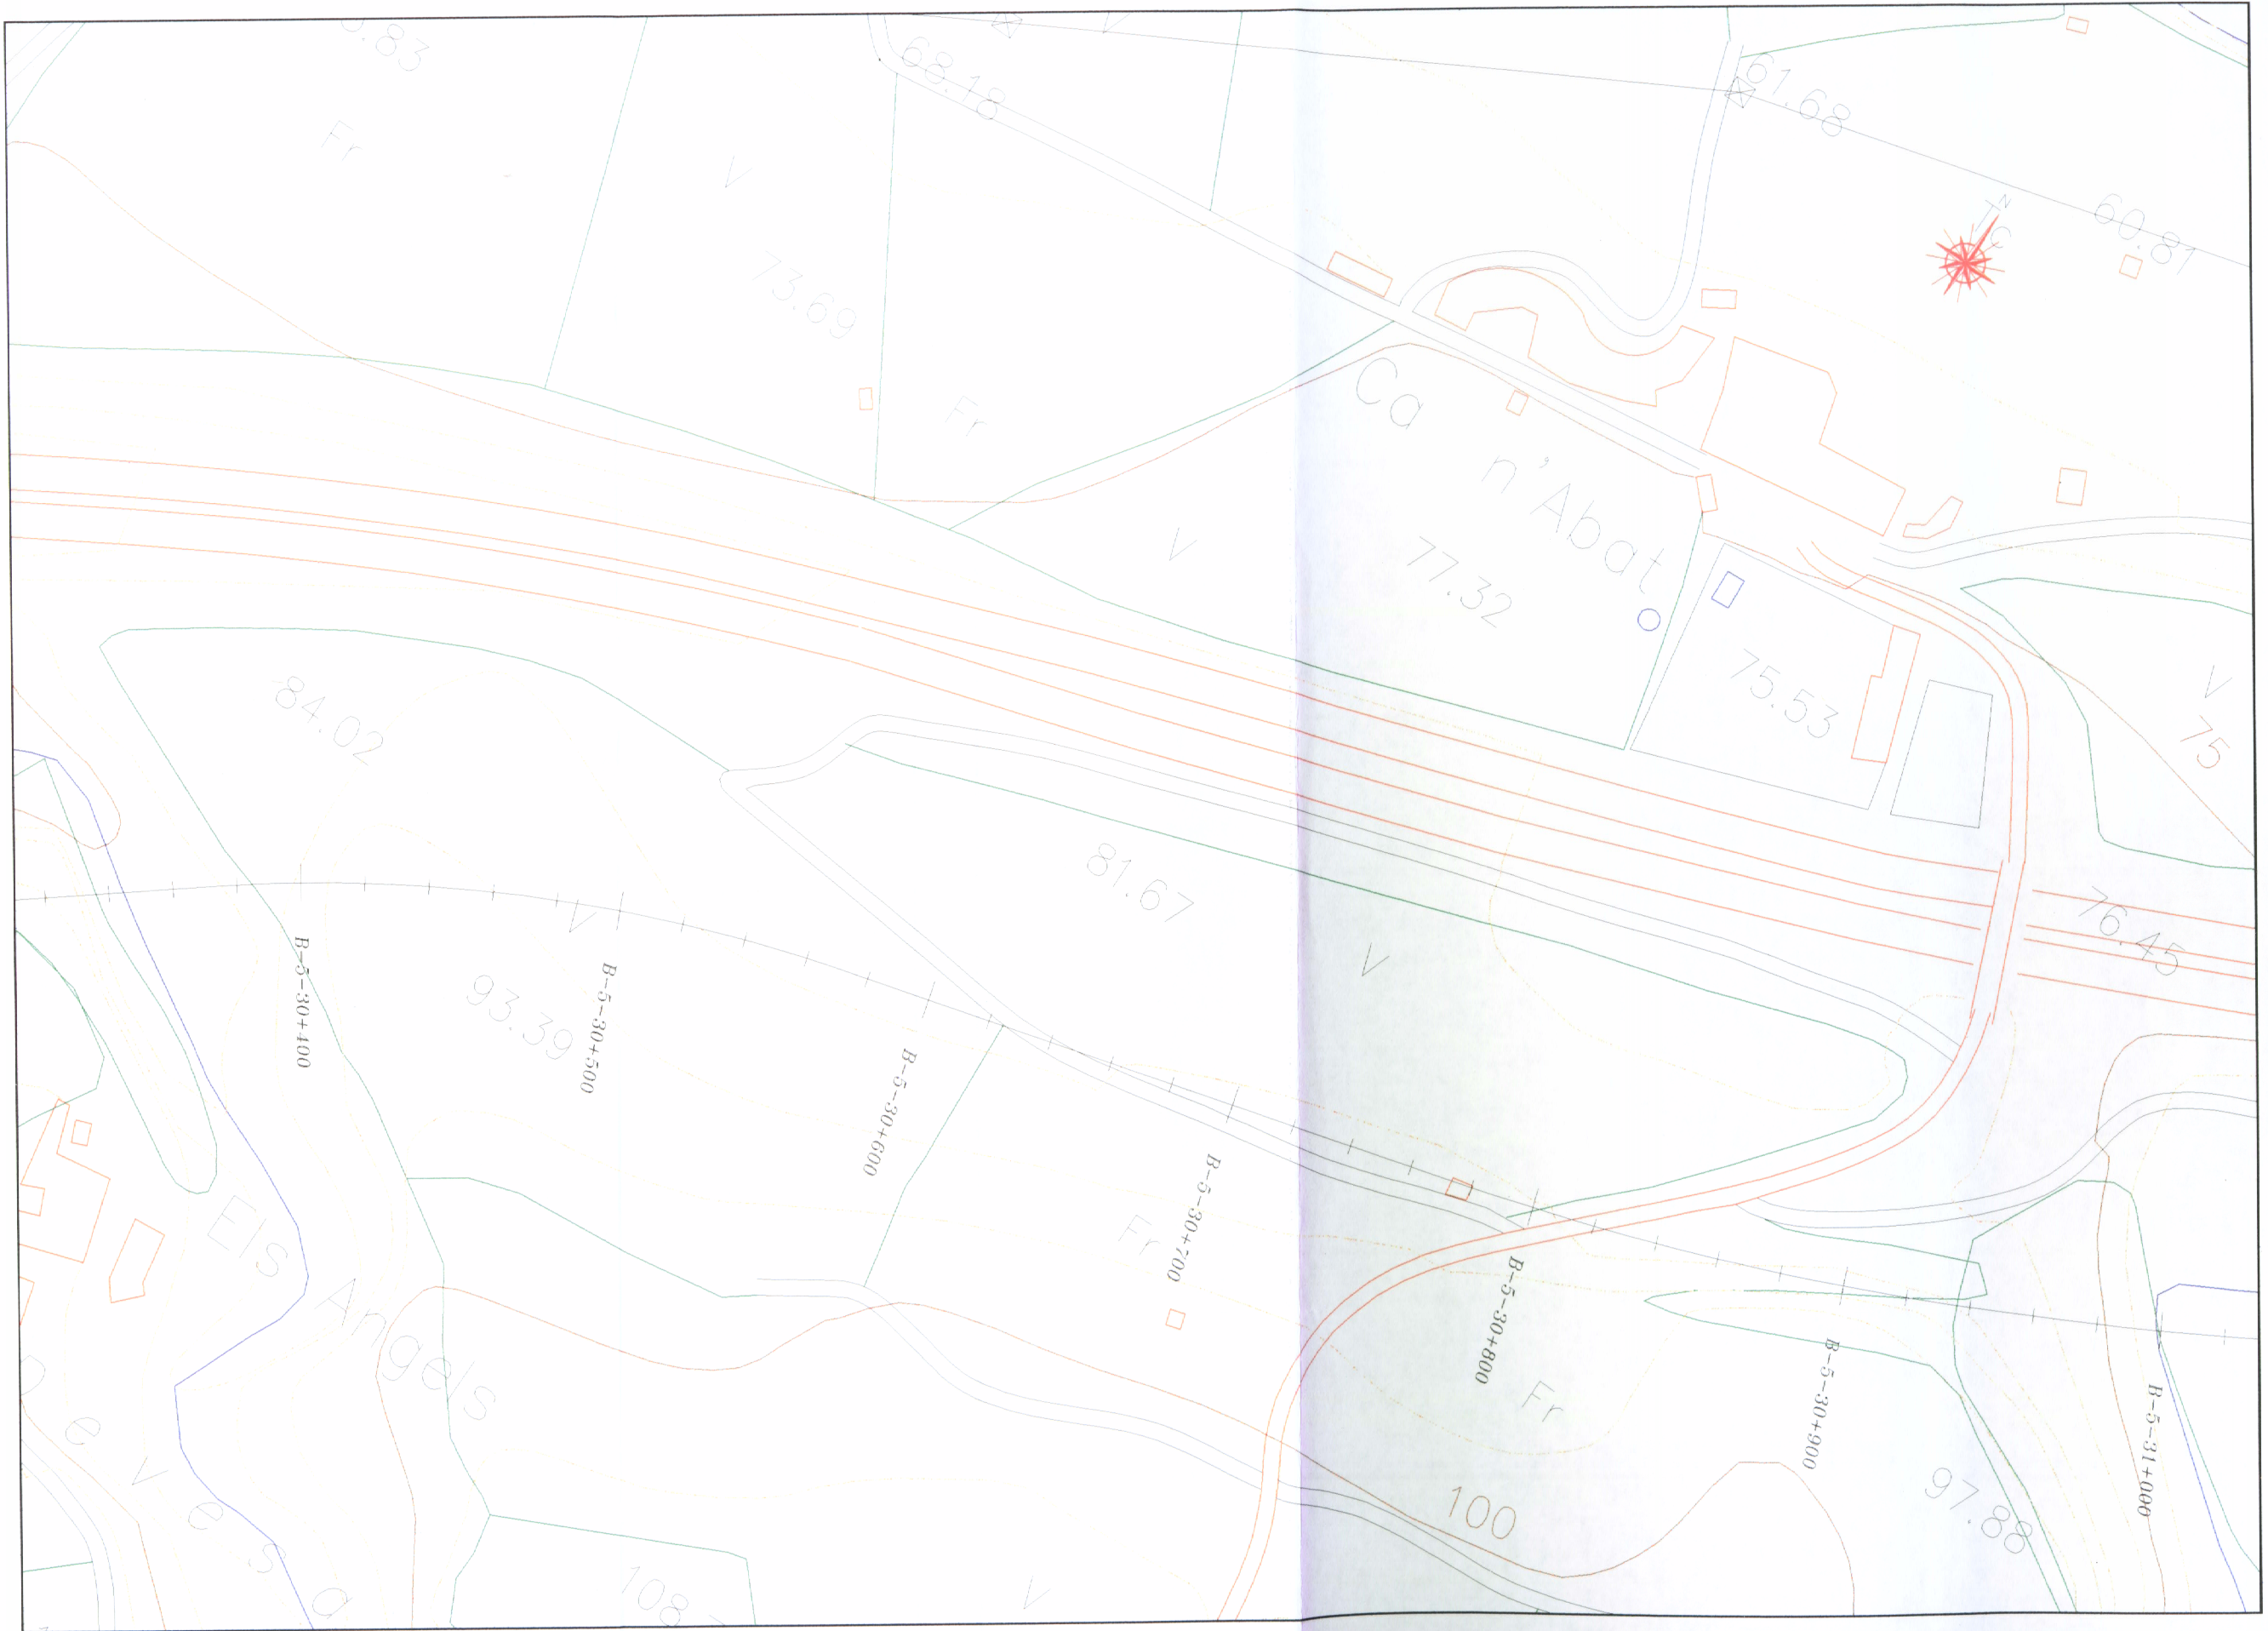 68.18
61.68
60.87
N
Fr
V
73.69
Fr
Ca n'Abat
V
77.32
75.53
V
75
84.02
81.67
76.45
V
V
93.39
B-5-30+400
B-5-30+500
B-5-30+600
B-5-30+700
B-5-30+800
B-5-30+900
B-5-31+000
Fr
Els Angels
Fr
100
97.88
V